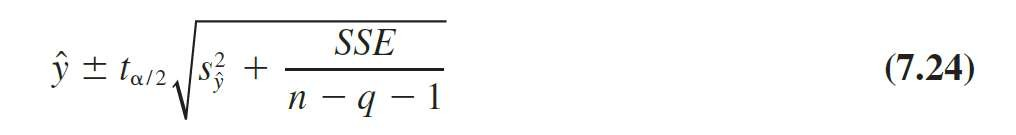 ŷ ± t_{α/2} √(s²_ŷ + SSE / (n − q − 1)) (7.24)